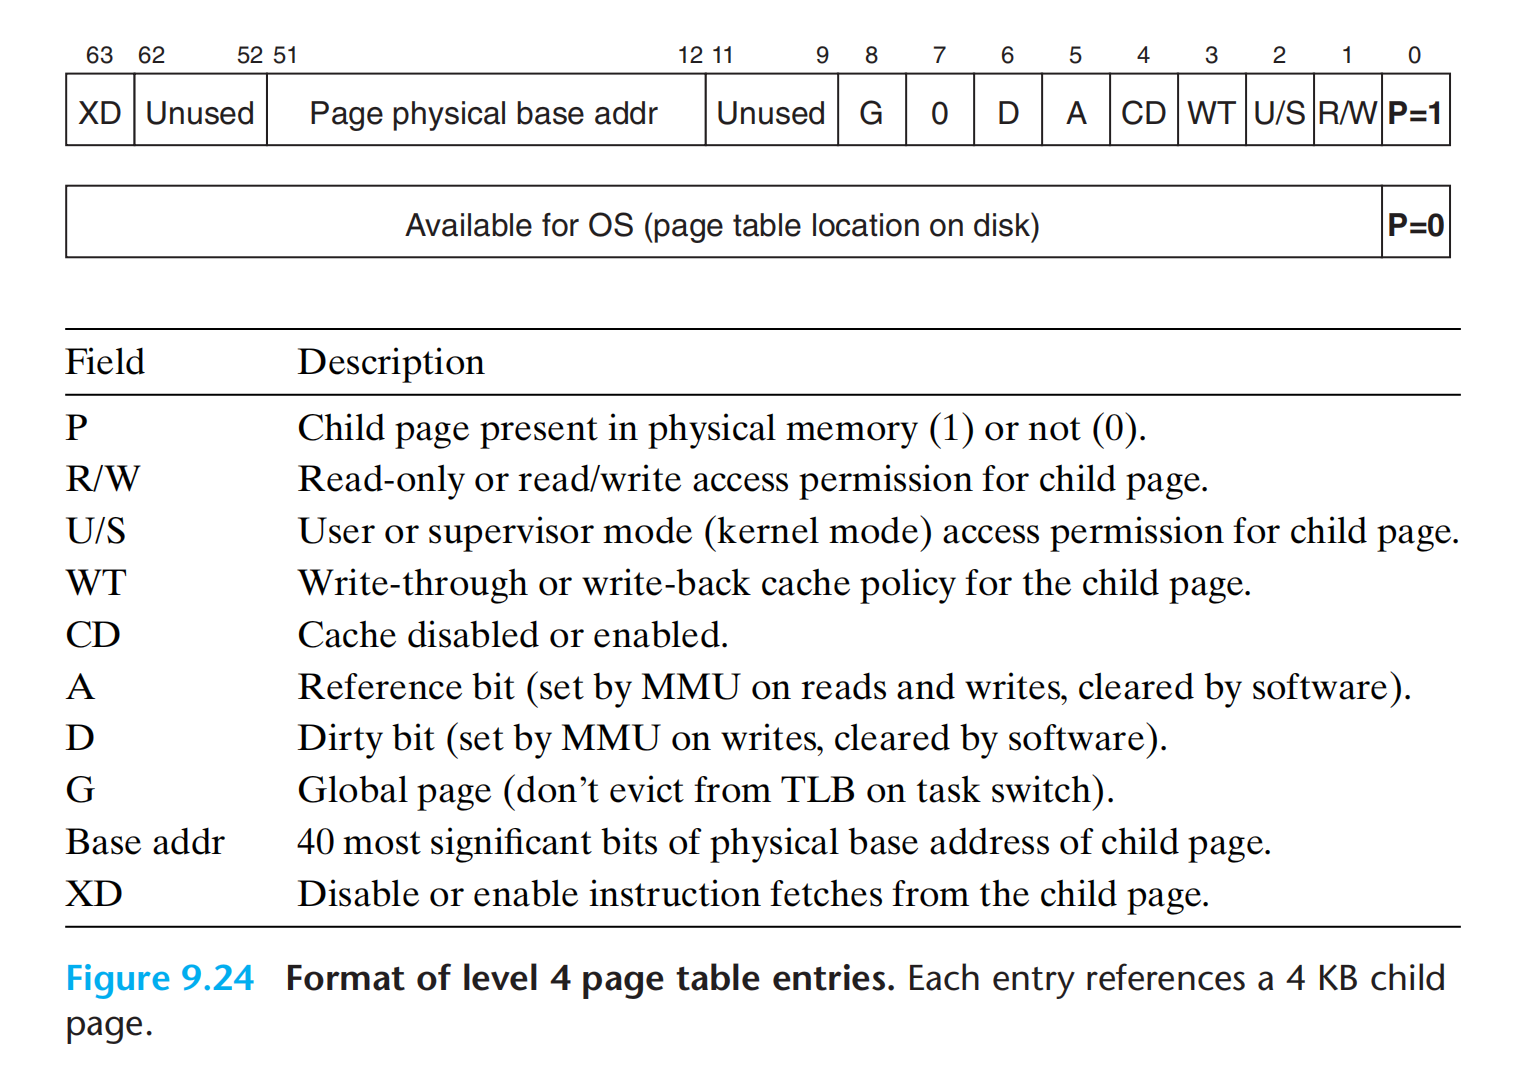 63 62 52 51 12 11 9 8 7 6 5 4 3 2 1 0
XD Unused Page physical base addr Unused G 0 D A CD WT U/S R/W P=1
Available for OS (page table location on disk) P=0
Field Description
P Child page present in physical memory (1) or not (0).
R/W Read-only or read/write access permission for child page.
U/S User or supervisor mode (kernel mode) access permission for child page.
WT Write-through or write-back cache policy for the child page.
CD Cache disabled or enabled.
A Reference bit (set by MMU on reads and writes, cleared by software).
D Dirty bit (set by MMU on writes, cleared by software).
G Global page (don’t evict from TLB on task switch).
Base addr 40 most significant bits of physical base address of child page.
XD Disable or enable instruction fetches from the child page.
Figure 9.24 Format of level 4 page table entries. Each entry references a 4 KB child
page.